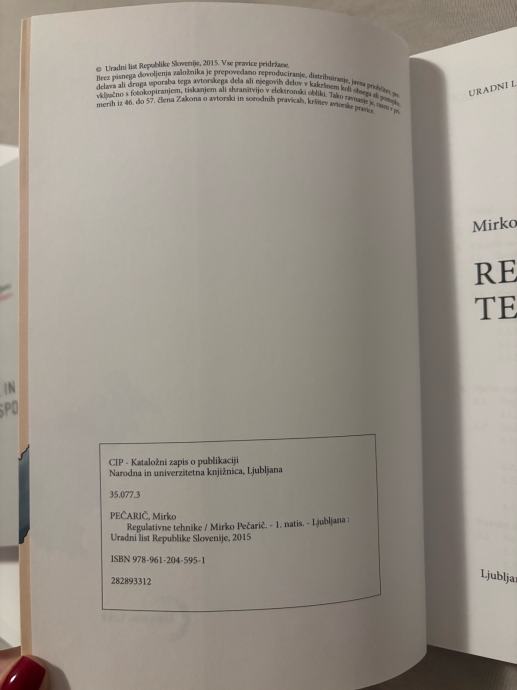 © Uradni list Republike Slovenije, 2015. Vse pravice pridržane.
Brez pisnega dovoljenja založnika je prepovedano reproduciranje, distribuiranje, javna priobčitev, pre-
delava ali druga uporaba tega avtorskega dela ali njegovih delov v kakršnem koli obsegu ali postopku,
vključno s fotokopiranjem, tiskanjem ali shranitvijo v elektronski obliki. Tako ravnanje je, razen v pri-
merih iz 46. do 57. člena Zakona o avtorski in sorodnih pravicah, kršitev avtorske pravice.
CIP - Kataložni zapis o publikaciji
Narodna in univerzitetna knjižnica, Ljubljana
35.077.3
PEČARIČ, Mirko
Regulativne tehnike / Mirko Pečarič. - 1. natis. - Ljubljana :
Uradni list Republike Slovenije, 2015
ISBN 978-961-204-595-1
282893312
URADNI L
Mirko
RE
TE
Ljublja
IN
SPO